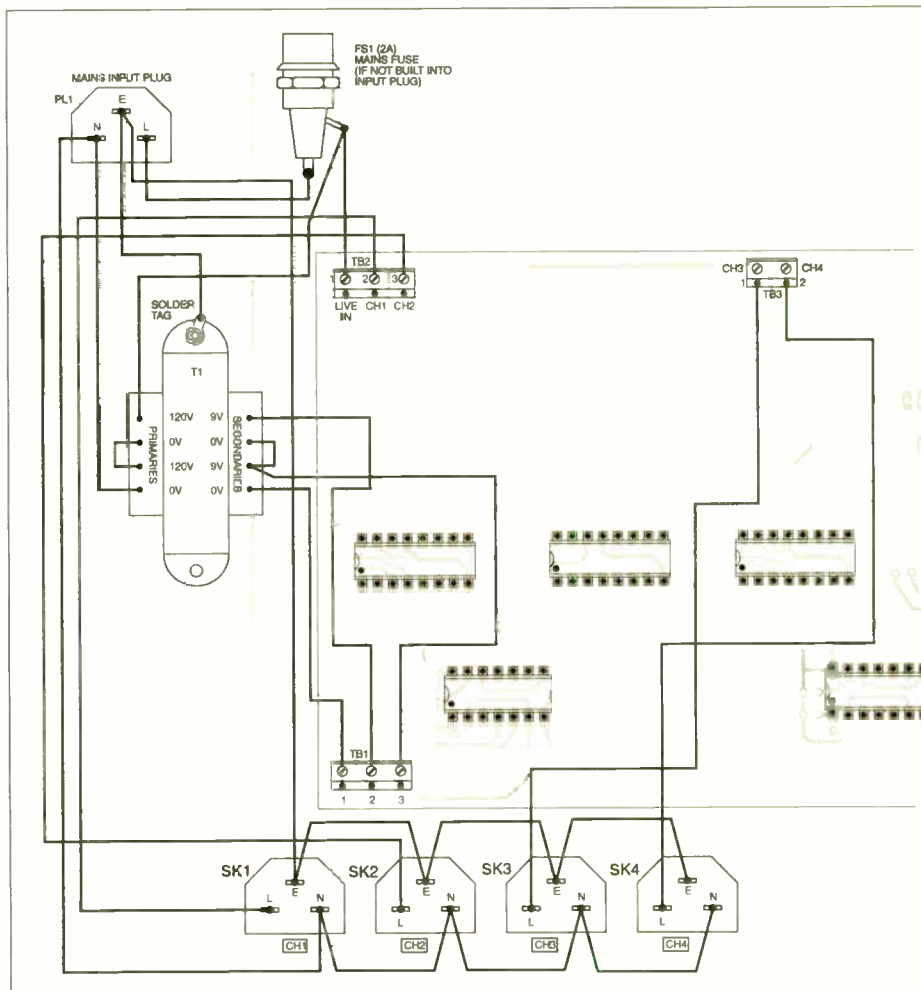 FS1 (2A)
MAINS FUSE
(IF NOT BUILT INTO
INPUT PLUG)
MAINS INPUT PLUG
PL1
E
N
L
TB2
1 2 3
LIVE
IN
CH1
CH2
CH3
CH4
1
TB3
2
SOLDER
TAG
T1
PRIMARIES
120V
0V
120V
0V
9V
0V
9V
0V
SECONDARIES
TB1
1 2 3
SK1
E
L
N
CH1
SK2
E
L
N
CH2
SK3
E
L
N
CH3
SK4
E
L
N
CH4